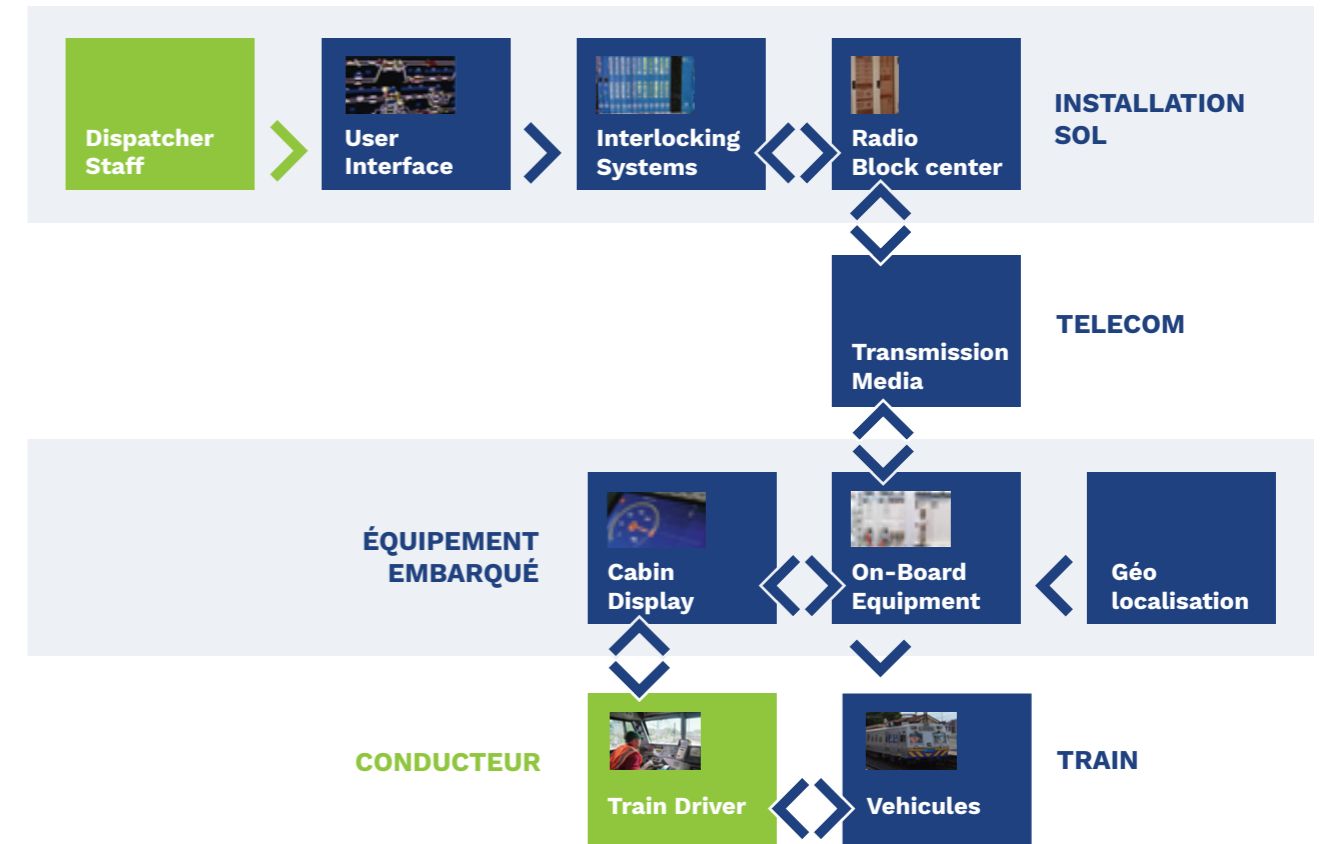 Dispatcher
Staff
User
Interface
Interlocking
Systems
Radio
Block center
INSTALLATION
SOL
Transmission
Media
TELECOM
ÉQUIPEMENT
EMBARQUÉ
Cabin
Display
On-Board
Equipment
Géo
localisation
CONDUCTEUR
Train Driver
Vehicules
TRAIN